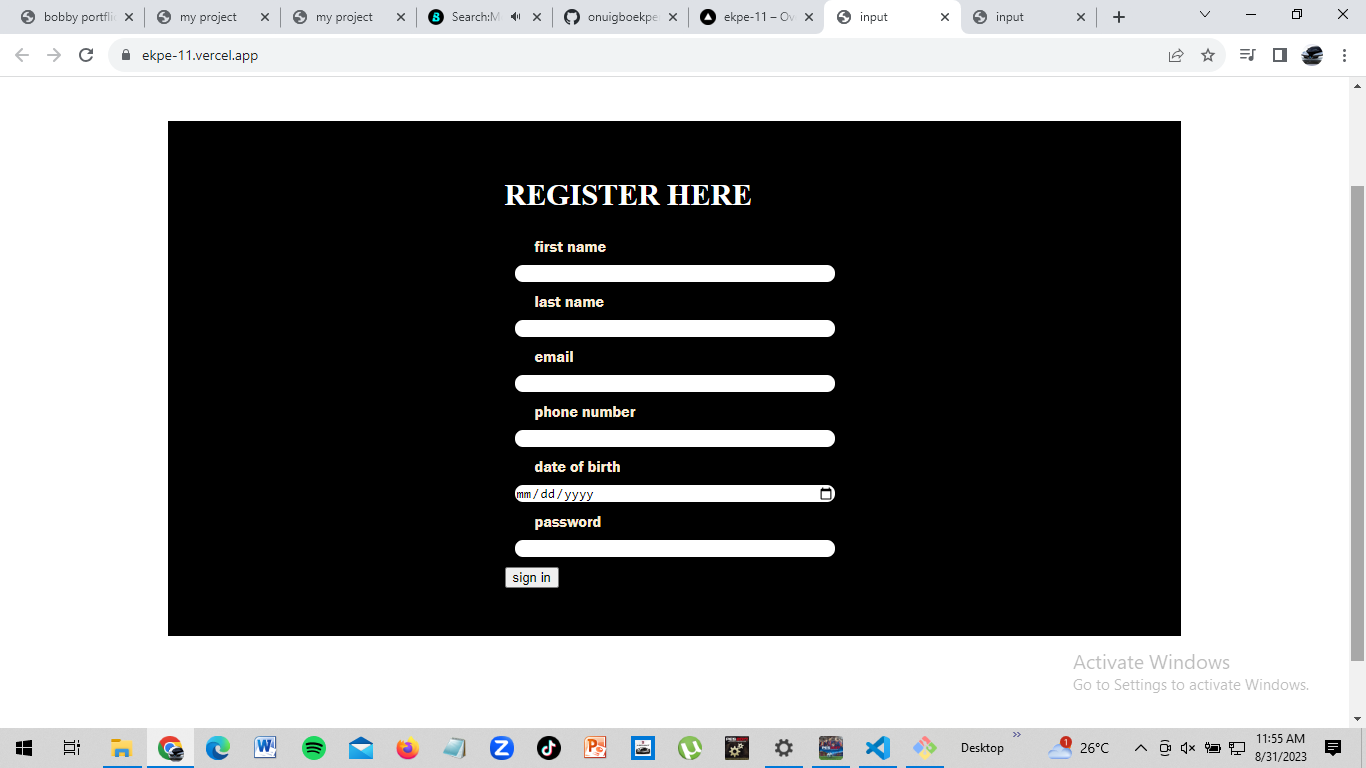 bobby portfli
my project
my project
Search:M
onuigboekpe
ekpe-11 – Ov
input
input
ekpe-11.vercel.app
REGISTER HERE
first name
last name
email
phone number
date of birth
mm/dd/yyyy
password
sign in
Activate Windows
Go to Settings to activate Windows.
Desktop
1
26°C
11:55 AM
8/31/2023